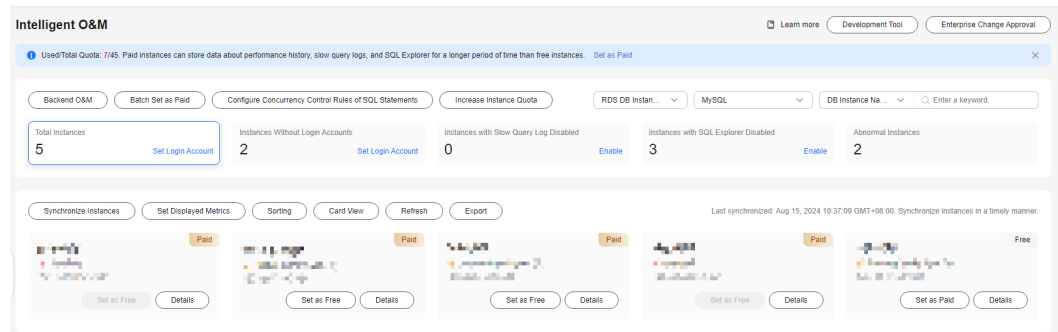 Intelligent O&M
Learn more
Development Tool
Enterprise Change Approval
Used/Total Quota: 7/45. Paid instances can store data about performance history, slow query logs, and SQL Explorer for a longer period of time than free instances. Set as Paid
Backend O&M
Batch Set as Paid
Configure Concurrency Control Rules of SQL Statements
Increase Instance Quota
RDS DB Instan...
MySQL
DB Instance Na...
Enter a keyword.
Total Instances
5
Set Login Account
Instances Without Login Accounts
2
Set Login Account
Instances with Slow Query Log Disabled
0
Enable
Instances with SQL Explorer Disabled
3
Enable
Abnormal Instances
2
Synchronize Instances
Set Displayed Metrics
Sorting
Card View
Refresh
Export
Last synchronized: Aug 15, 2024 10:37:09 GMT+08:00. Synchronize instances in a timely manner.
Paid
Set as Free
Details
Paid
Set as Free
Details
Paid
Set as Free
Details
Paid
Set as Free
Details
Free
Set as Paid
Details